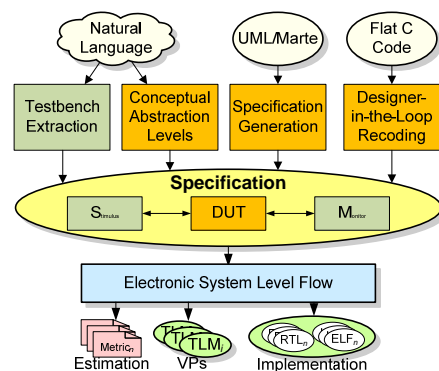 Natural
Language
UML/Marte
Flat C
Code
Testbench
Extraction
Conceptual
Abstraction
Levels
Specification
Generation
Designer-
in-the-Loop
Recoding
Specification
Stimulus
DUT
Monitor
Electronic System Level Flow
Metricn
TLMi
RTLn
ELFn
Estimation
VPs
Implementation